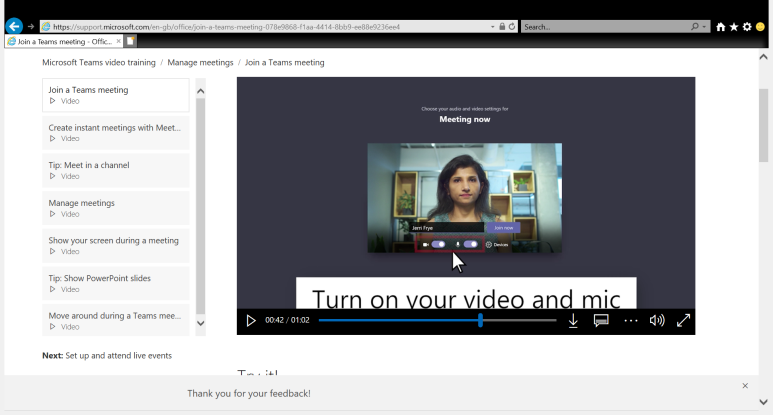 https://support.microsoft.com/en-gb/office/join-a-teams-meeting-078e9868-f1aa-4414-8bb9-ee88e9236ee4
Search...
Join a Teams meeting - Offic...
Microsoft Teams video training / Manage meetings / Join a Teams meeting
Join a Teams meeting
Video
Create instant meetings with Meet...
Video
Tip: Meet in a channel
Video
Manage meetings
Video
Show your screen during a meeting
Video
Tip: Show PowerPoint slides
Video
Move around during a Teams mee...
Video
Next: Set up and attend live events
Choose your audio and video settings for
Meeting now
Jerri Frye
Join now
Devices
Turn on your video and mic
00:42 / 01:02
Try it!
Thank you for your feedback!